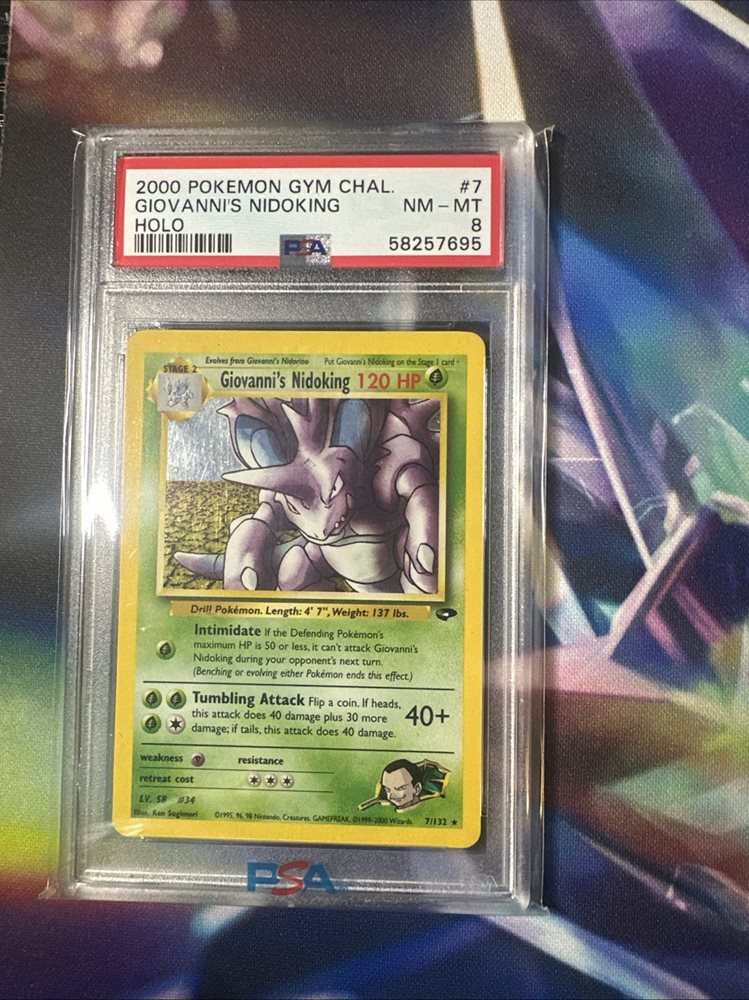 2000 POKEMON GYM CHAL. #7
GIOVANNI'S NIDOKING NM – MT
HOLO 8
PSA 58257695
Evolves from Giovanni's Nidorino Put Giovanni's Nidoking on the Stage 1 card
STAGE 2
Giovanni's Nidoking 120 HP
Drill Pokémon. Length: 4' 7", Weight: 137 lbs.
Intimidate If the Defending Pokémon's
maximum HP is 50 or less, it can't attack Giovanni's
Nidoking during your opponent's next turn.
(Benching or evolving either Pokémon ends this effect.)
Tumbling Attack Flip a coin. If heads,
this attack does 40 damage plus 30 more
damage; if tails, this attack does 40 damage.
40+
weakness resistance
retreat cost
LV. 58 #34
Illus. Ken Sugimori ©1995, 96, 98 Nintendo, Creatures, GAMEFREAK. ©1999-2000 Wizards. 7/132 ★
PSA